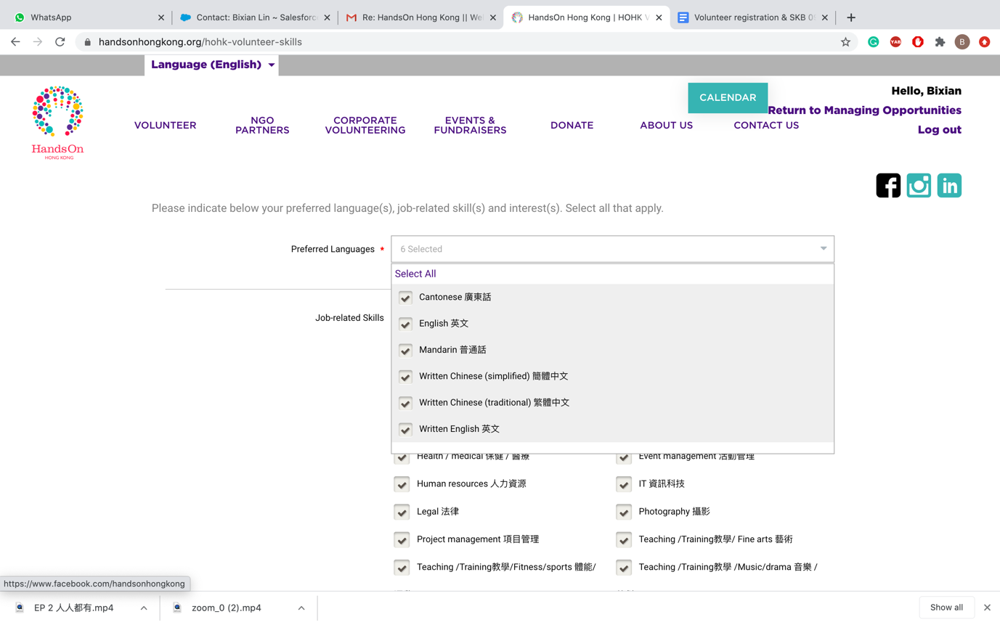 WhatsApp
Contact: Bixian Lin ~ Salesforc
Re: HandsOn Hong Kong || We
HandsOn Hong Kong | HOHK V
Volunteer registration & SKB 0
handsonhongkong.org/hohk-volunteer-skills
YAB
B
Language (English)
CALENDAR
Hello, Bixian
Return to Managing Opportunities
Log out
HandsOn
HONG KONG
VOLUNTEER
NGO
PARTNERS
CORPORATE
VOLUNTEERING
EVENTS &
FUNDRAISERS
DONATE
ABOUT US
CONTACT US
Please indicate below your preferred language(s), job-related skill(s) and interest(s). Select all that apply.
Preferred Languages *
6 Selected
Select All
Cantonese 廣東話
English 英文
Mandarin 普通話
Written Chinese (simplified) 簡體中文
Written Chinese (traditional) 繁體中文
Written English 英文
Job-related Skills
Health / medical 保健 / 醫療
Event management 活動管理
Human resources 人力資源
IT 資訊科技
Legal 法律
Photography 攝影
Project management 項目管理
Teaching /Training教學/ Fine arts 藝術
Teaching /Training教學/Fitness/sports 體能/
Teaching /Training教學 /Music/drama 音樂 /
https://www.facebook.com/handsonhongkong
EP 2 人人都有.mp4
zoom_0 (2).mp4
Show all